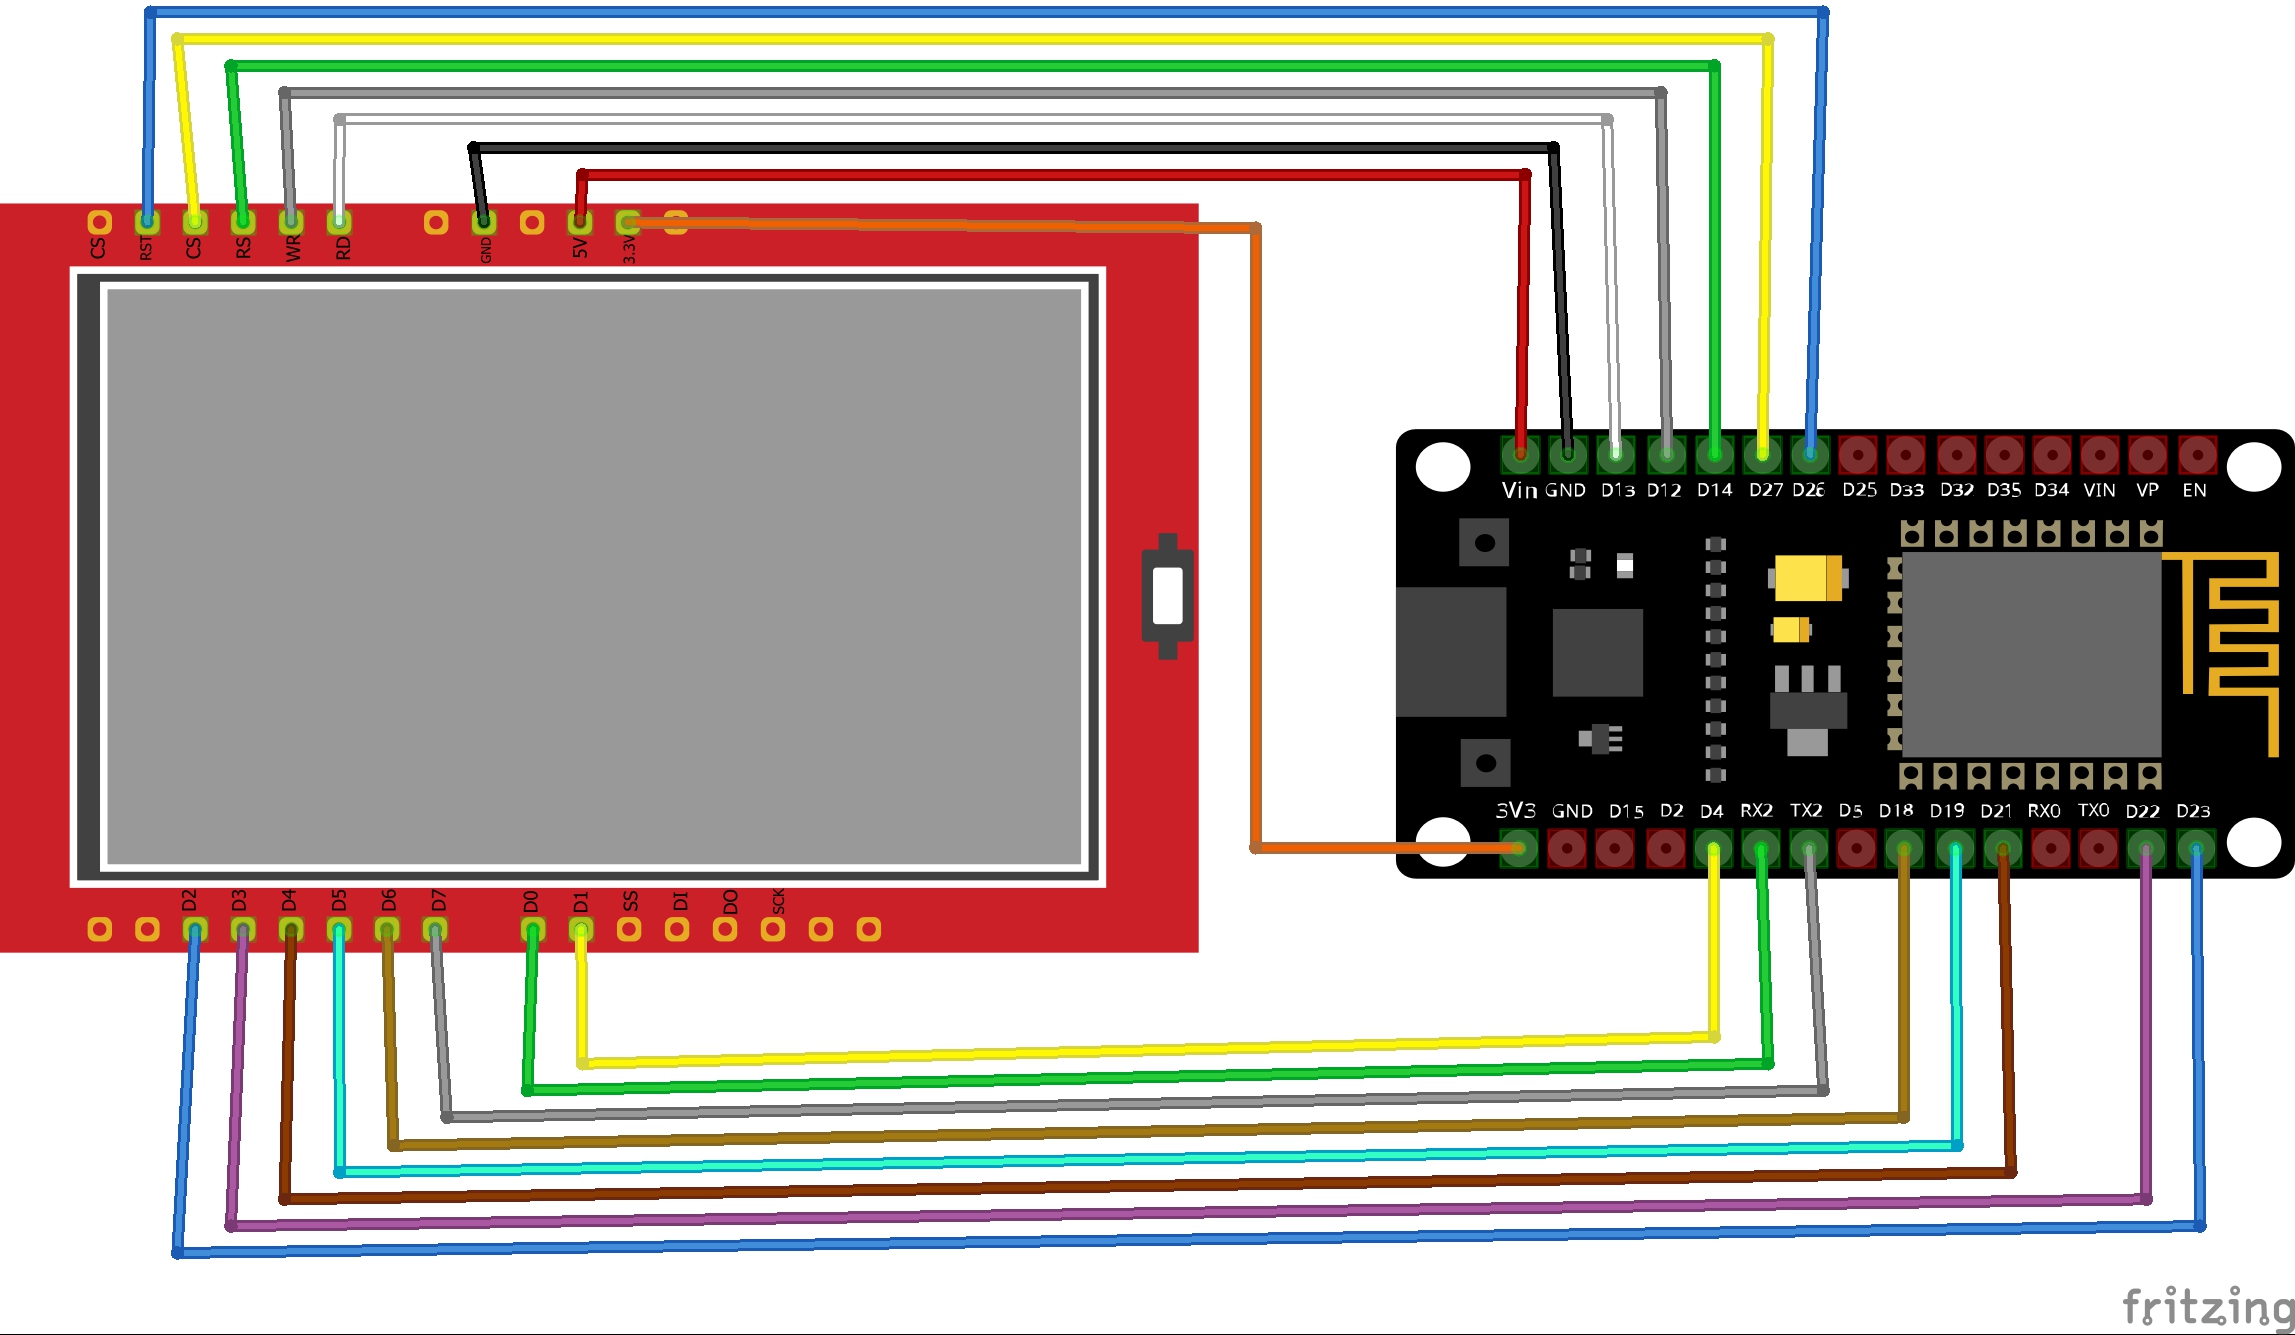 CS RST CS RS WR RD GND 5V 3.3V
Vin GND D13 D12 D14 D27 D26 D25 D33 D32 D35 D34 VIN VP EN
3V3 GND D15 D2 D4 RX2 TX2 D5 D18 D19 D21 RX0 TX0 D22 D23
D2 D3 D4 D5 D6 D7 D0 D1 SS DI DO SCK
fritzing